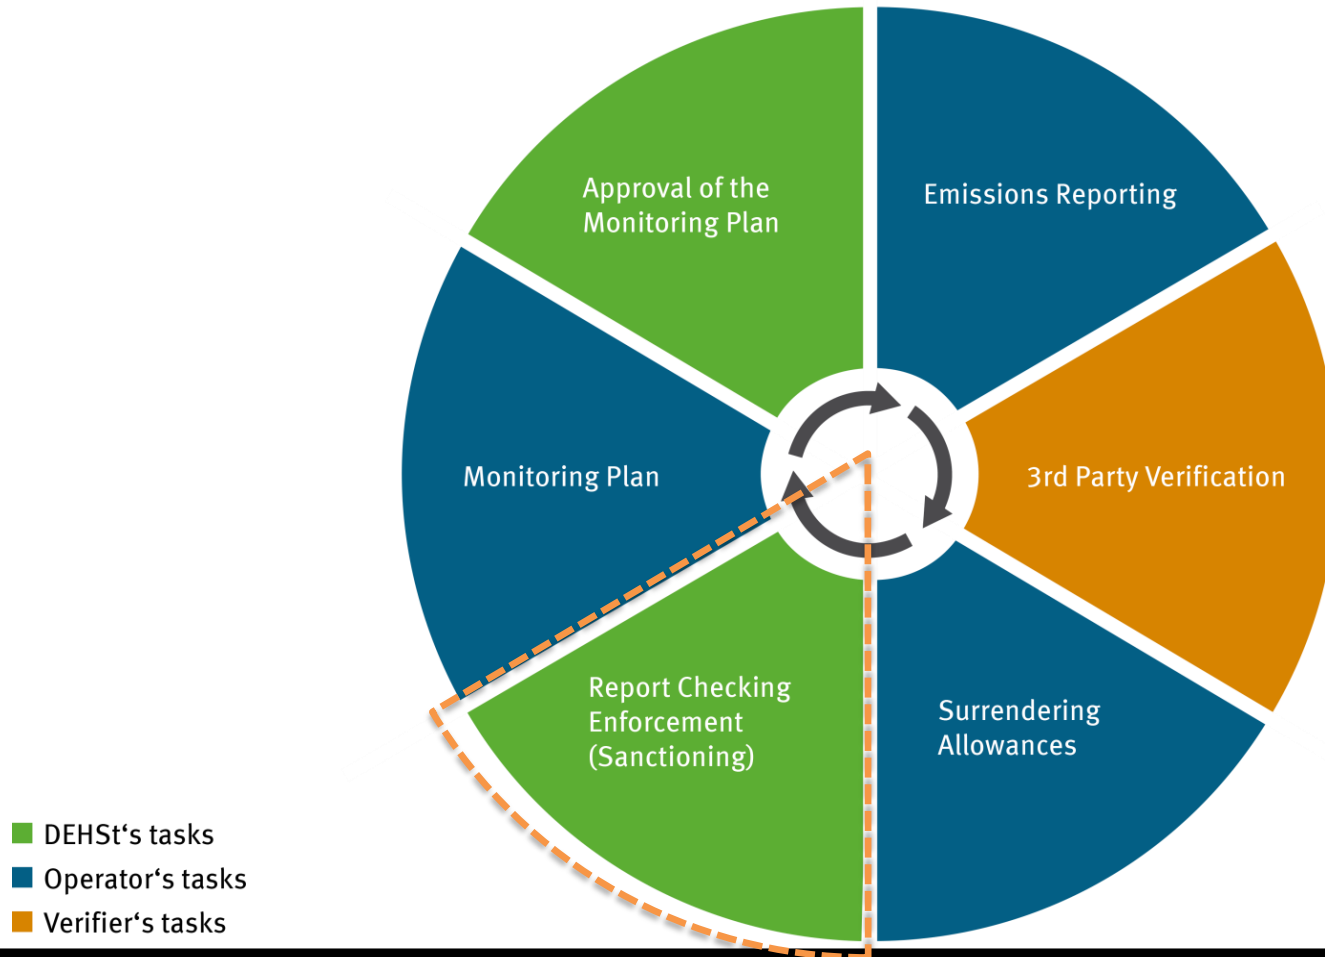 Approval of the
Monitoring Plan
Emissions Reporting
Monitoring Plan
3rd Party Verification
Report Checking
Enforcement
(Sanctioning)
Surrendering
Allowances
DEHSt‘s tasks
Operator‘s tasks
Verifier‘s tasks